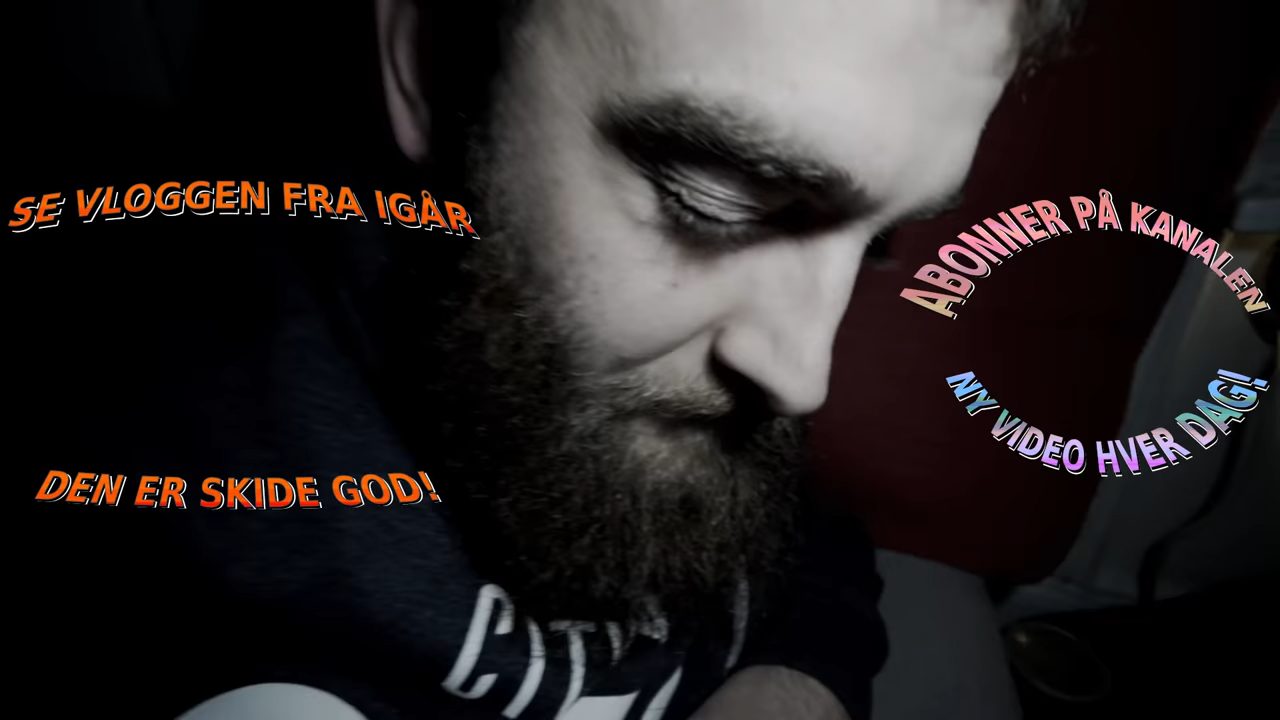 SE VLOGGEN FRA IGÅR
DEN ER SKIDE GOD!
ABONNER PÅ KANALEN
NY VIDEO HVER DAG!